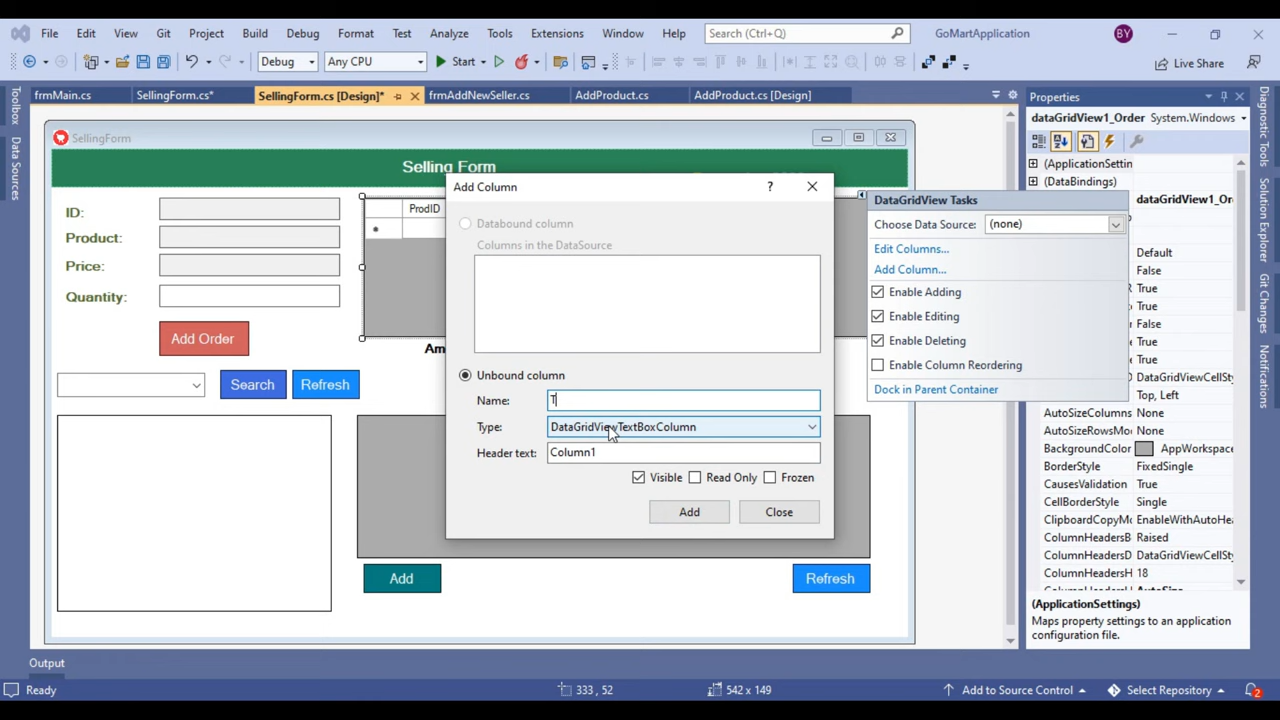 File Edit View Git Project Build Debug Format Test Analyze Tools Extensions Window Help Search (Ctrl+Q) GoMartApplication BY
Debug Any CPU Start Live Share
frmMain.cs SellingForm.cs* SellingForm.cs [Design]* frmAddNewSeller.cs AddProduct.cs AddProduct.cs [Design]
Toolbox
Data Sources
SellingForm
Selling Form
ID:
Product:
Price:
Quantity:
Add Order
Search Refresh
ProdID
Am
Add Refresh
Add Column ?
Databound column
Columns in the DataSource
Unbound column
Name: T
Type: DataGridViewTextBoxColumn
Header text: Column1
Visible Read Only Frozen
Add Close
DataGridView Tasks
Choose Data Source: (none)
Edit Columns...
Add Column...
Enable Adding
Enable Editing
Enable Deleting
Enable Column Reordering
Dock in Parent Container
Properties
dataGridView1_Order System.Windows
(ApplicationSettin
(DataBindings)
dataGridView1_Or
Default
False
True
True
False
True
DataGridViewCellSty
Top, Left
AutoSizeColumns None
AutoSizeRowsMo None
BackgroundColor AppWorkspace
BorderStyle FixedSingle
CausesValidation True
CellBorderStyle Single
ClipboardCopyMo EnableWithAutoHea
ColumnHeadersB Raised
ColumnHeadersD DataGridViewCellSty
ColumnHeadersH 18
(ApplicationSettings)
Maps property settings to an application
configuration file.
Diagnostic Tools
Solution Explorer
Git Changes
Notifications
Output
Ready 333 , 52 542 x 149 Add to Source Control Select Repository 2